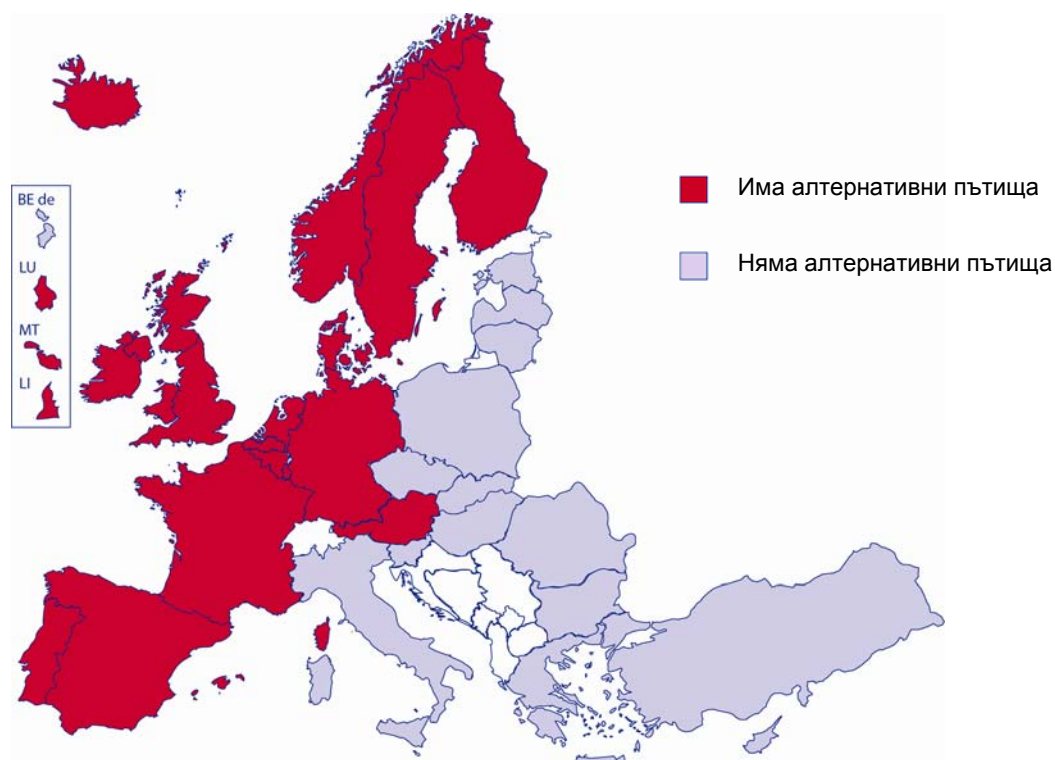 BE de
LU
MT
LI
Има алтернативни пътища
Няма алтернативни пътища